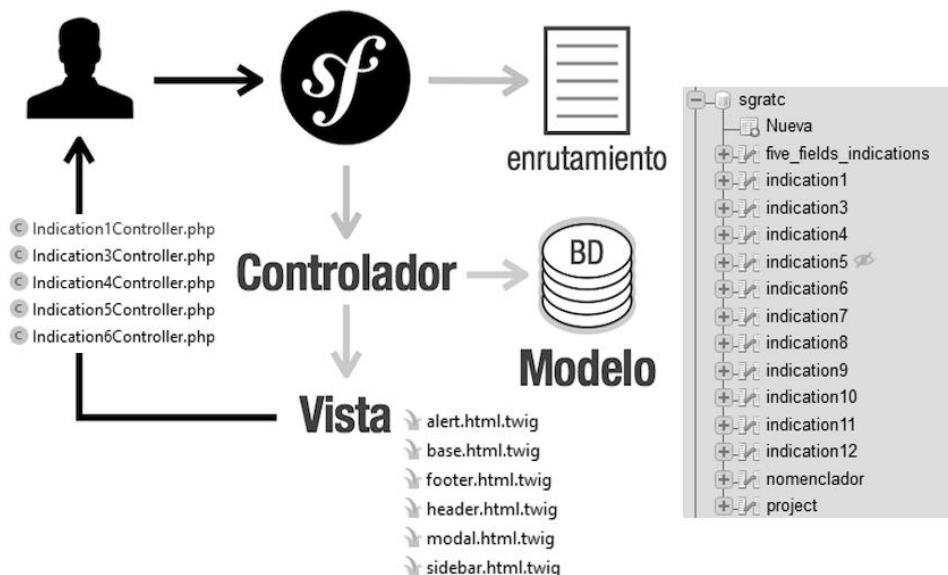 sf
enrutamiento
Indication1Controller.php
Indication3Controller.php
Indication4Controller.php
Indication5Controller.php
Indication6Controller.php
Controlador
BD
Modelo
Vista
alert.html.twig
base.html.twig
footer.html.twig
header.html.twig
modal.html.twig
sidebar.html.twig
sgratc
Nueva
five_fields_indications
indication1
indication3
indication4
indication5
indication6
indication7
indication8
indication9
indication10
indication11
indication12
nomenclador
project